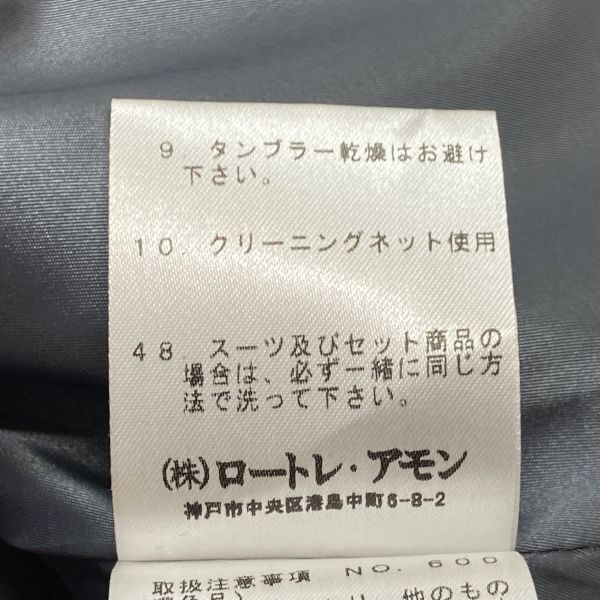 9. タンブラー乾燥はお避け
下さい。
10. クリーニングネット使用
48. スーツ及びセット商品の
場合は、必ず一緒に同じ方
法で洗って下さい。
(株)ロートレ・アモン
神戸市中央区港島中町6-8-2
取扱注意事項 NO. 600
他のもの